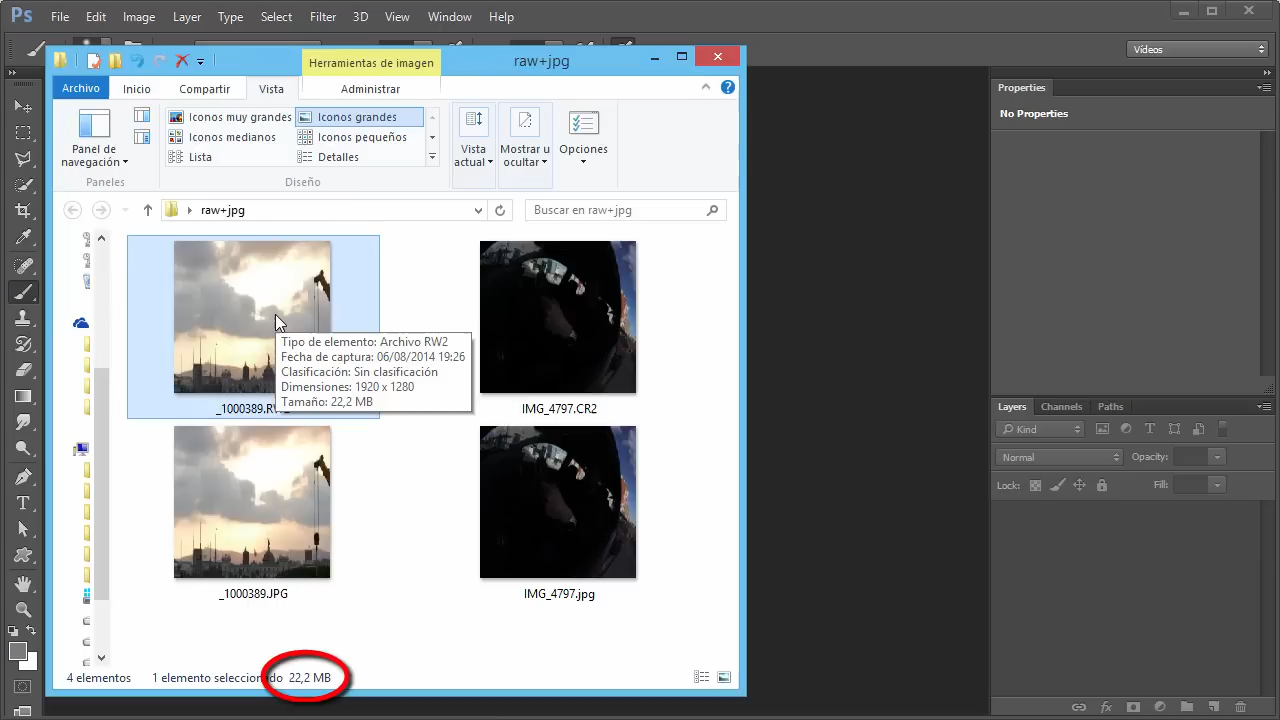 Ps File Edit Image Layer Type Select Filter 3D View Window Help
Vídeos
Herramientas de imagen
raw+jpg
Archivo Inicio Compartir Vista Administrar
Iconos muy grandes Iconos grandes
Iconos medianos Iconos pequeños
Lista Detalles
Panel de
navegación
Vista
actual
Mostrar u
ocultar
Opciones
Paneles
Diseño
raw+jpg
Buscar en raw+jpg
Tipo de elemento: Archivo RW2
Fecha de captura: 06/08/2014 19:26
Clasificación: Sin clasificación
Dimensiones: 1920 x 1280
Tamaño: 22,2 MB
IMG_4797.CR2
_1000389.JPG
IMG_4797.jpg
4 elementos
22,2 MB
Properties
No Properties
Layers Channels Paths
Kind
Normal
Opacity:
Lock:
Fill:
fx